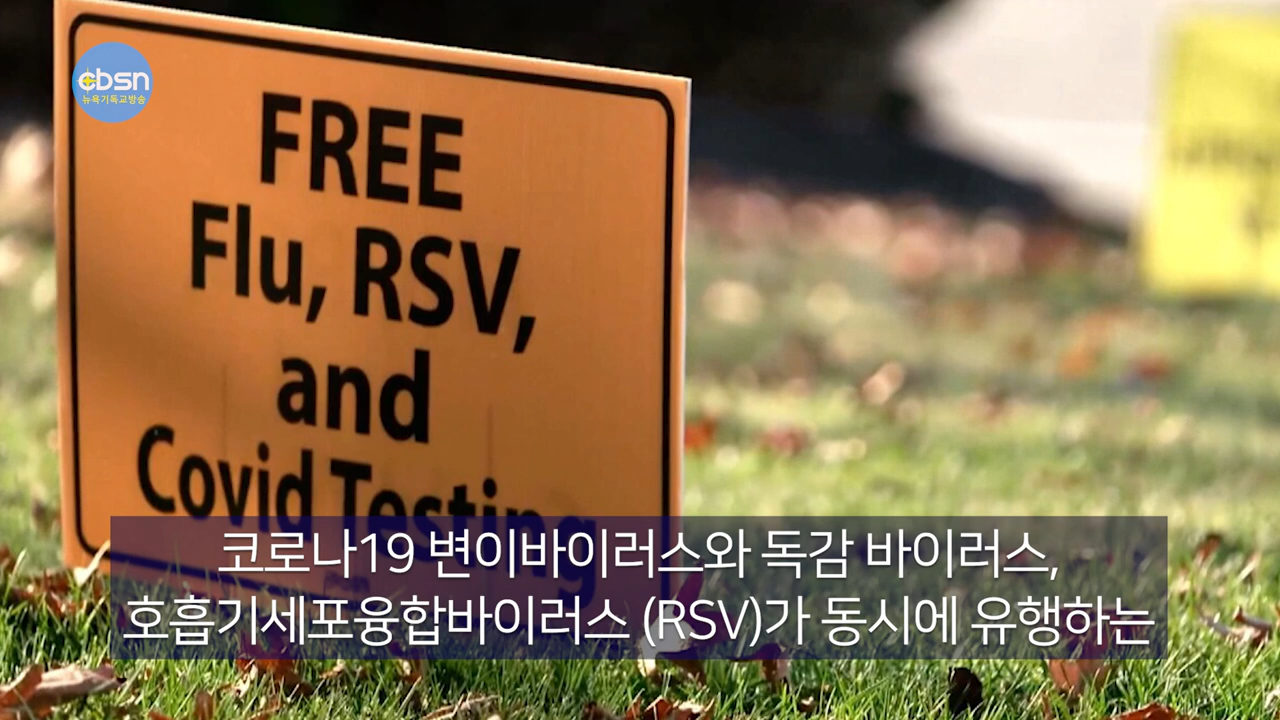 cbsn
뉴욕기독교방송
FREE
Flu, RSV,
and
Covid Testing
코로나19 변이바이러스와 독감 바이러스,
호흡기세포융합바이러스 (RSV)가 동시에 유행하는